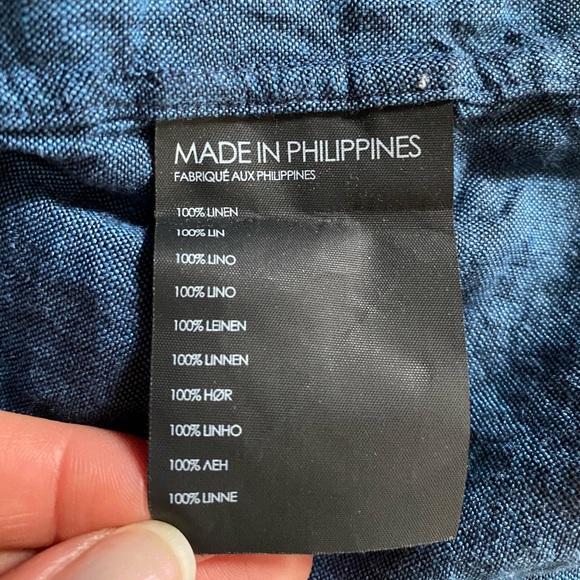 MADE IN PHILIPPINES
FABRIQUÉ AUX PHILIPPINES
100% LINEN
100% LIN
100% LINO
100% LINO
100% LEINEN
100% LINNEN
100% HØR
100% LINHO
100% ΛΕΗ
100% LINNE